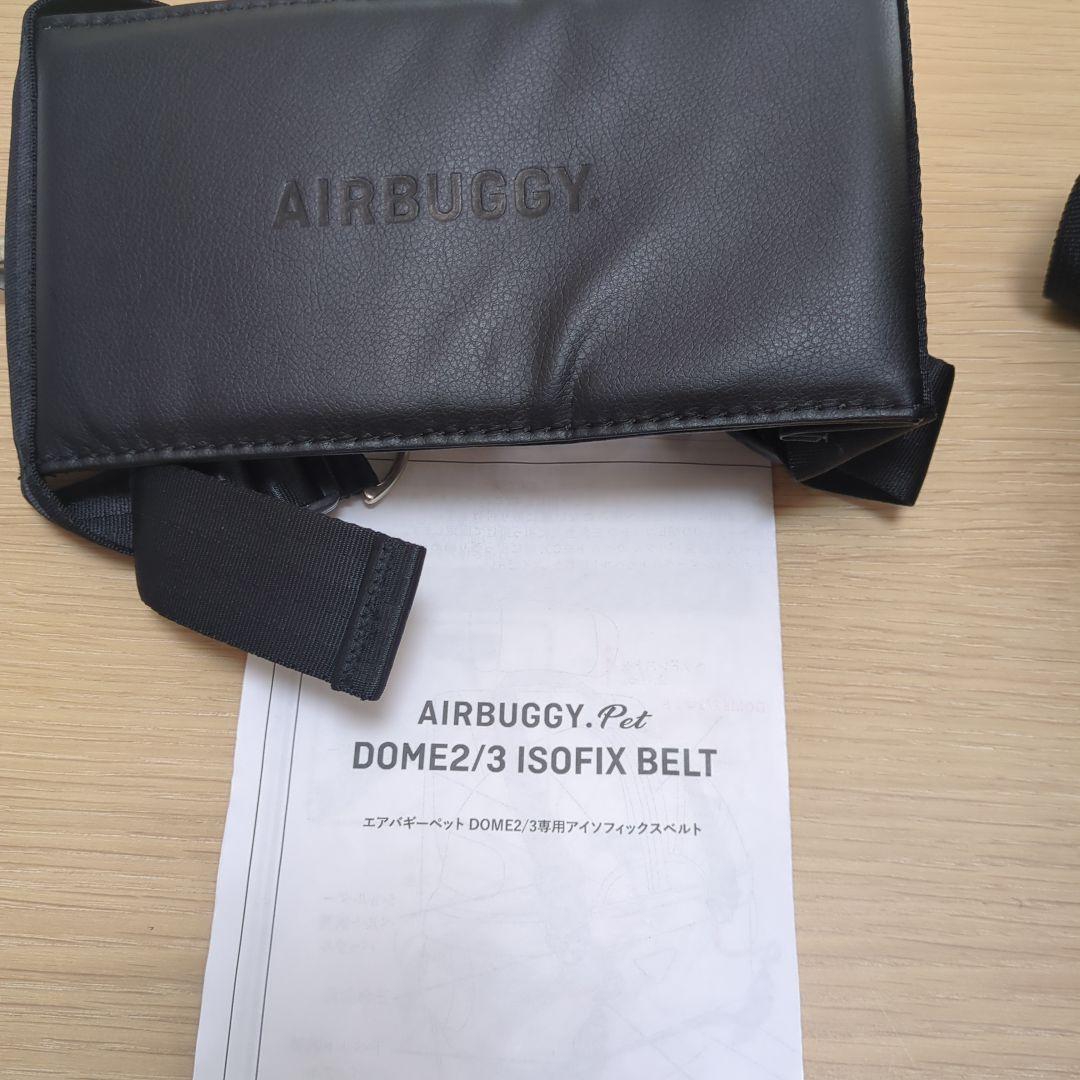 AIRBUGGY.
AIRBUGGY.Pet
DOME2/3 ISOFIX BELT
エアバギーペット DOME2/3専用アイソフィックスベルト